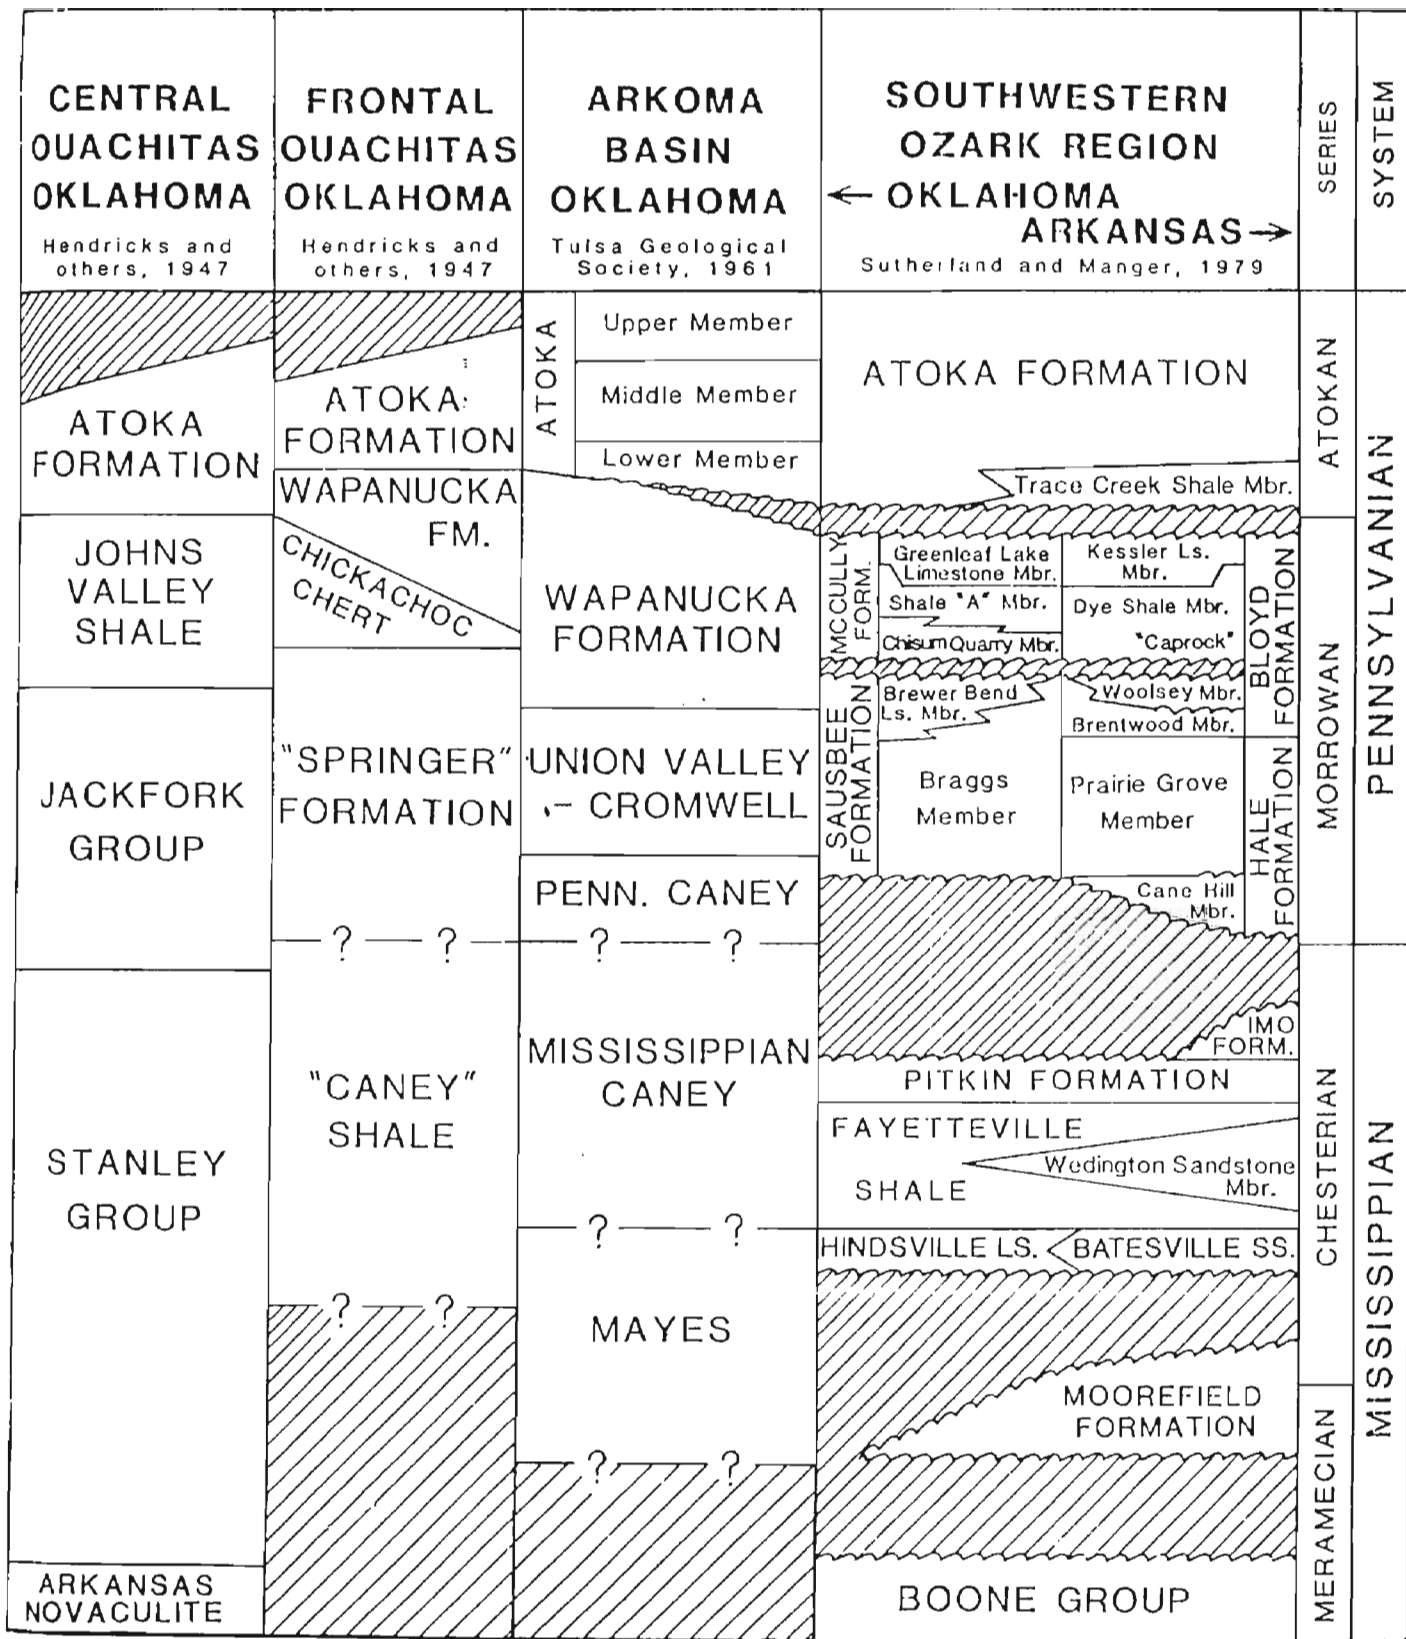 CENTRAL
OUACHITAS
OKLAHOMA
Hendricks and
others, 1947
FRONTAL
OUACHITAS
OKLAHOMA
Hendricks and
others, 1947
ARKOMA
BASIN
OKLAHOMA
Tulsa Geological
Society, 1961
SOUTHWESTERN
OZARK REGION
← OKLAHOMA
ARKANSAS →
Sutherland and Manger, 1979
SERIES
SYSTEM
ATOKA
FORMATION
JOHNS
VALLEY
SHALE
JACKFORK
GROUP
STANLEY
GROUP
ARKANSAS
NOVACULITE
ATOKA
FORMATION
WAPANUCKA
FM.
CHICKACHOC
CHERT
"SPRINGER"
FORMATION
? ?
"CANEY"
SHALE
? ?
ATOKA
Upper Member
Middle Member
Lower Member
WAPANUCKA
FORMATION
UNION VALLEY
– CROMWELL
PENN. CANEY
? ?
MISSISSIPPIAN
CANEY
? ?
MAYES
? ?
ATOKA FORMATION
Trace Creek Shale Mbr.
MCCULLY
FORM.
Greenleaf Lake
Limestone Mbr.
Shale "A" Mbr.
Chisum Quarry Mbr.
Kessler Ls.
Mbr.
Dye Shale Mbr.
"Caprock"
BLOYD
FORMATION
SAUSBEE
FORMATION
Brewer Bend
Ls. Mbr.
Braggs
Member
Woolsey Mbr.
Brentwood Mbr.
Prairie Grove
Member
Cane Hill
Mbr.
HALE
FORMATION
IMO
FORM.
PITKIN FORMATION
FAYETTEVILLE
SHALE
Wedington Sandstone
Mbr.
HINDSVILLE LS.
BATESVILLE SS.
MOOREFIELD
FORMATION
BOONE GROUP
ATOKAN
MORROWAN
CHESTERIAN
MERAMECIAN
PENNSYLVANIAN
MISSISSIPPIAN